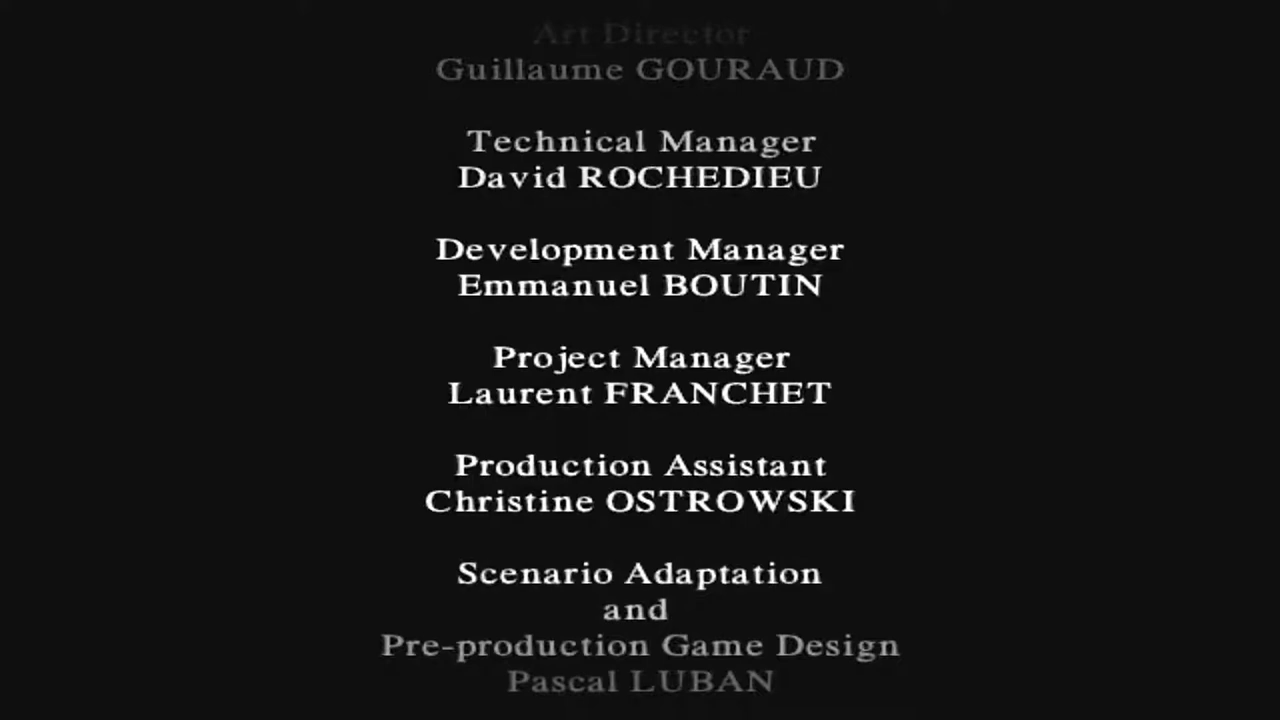 Art Director
Guillaume GOURAUD
Technical Manager
David ROCHEDIEU
Development Manager
Emmanuel BOUTIN
Project Manager
Laurent FRANCHET
Production Assistant
Christine OSTROWSKI
Scenario Adaptation
and
Pre-production Game Design
Pascal LUBAN